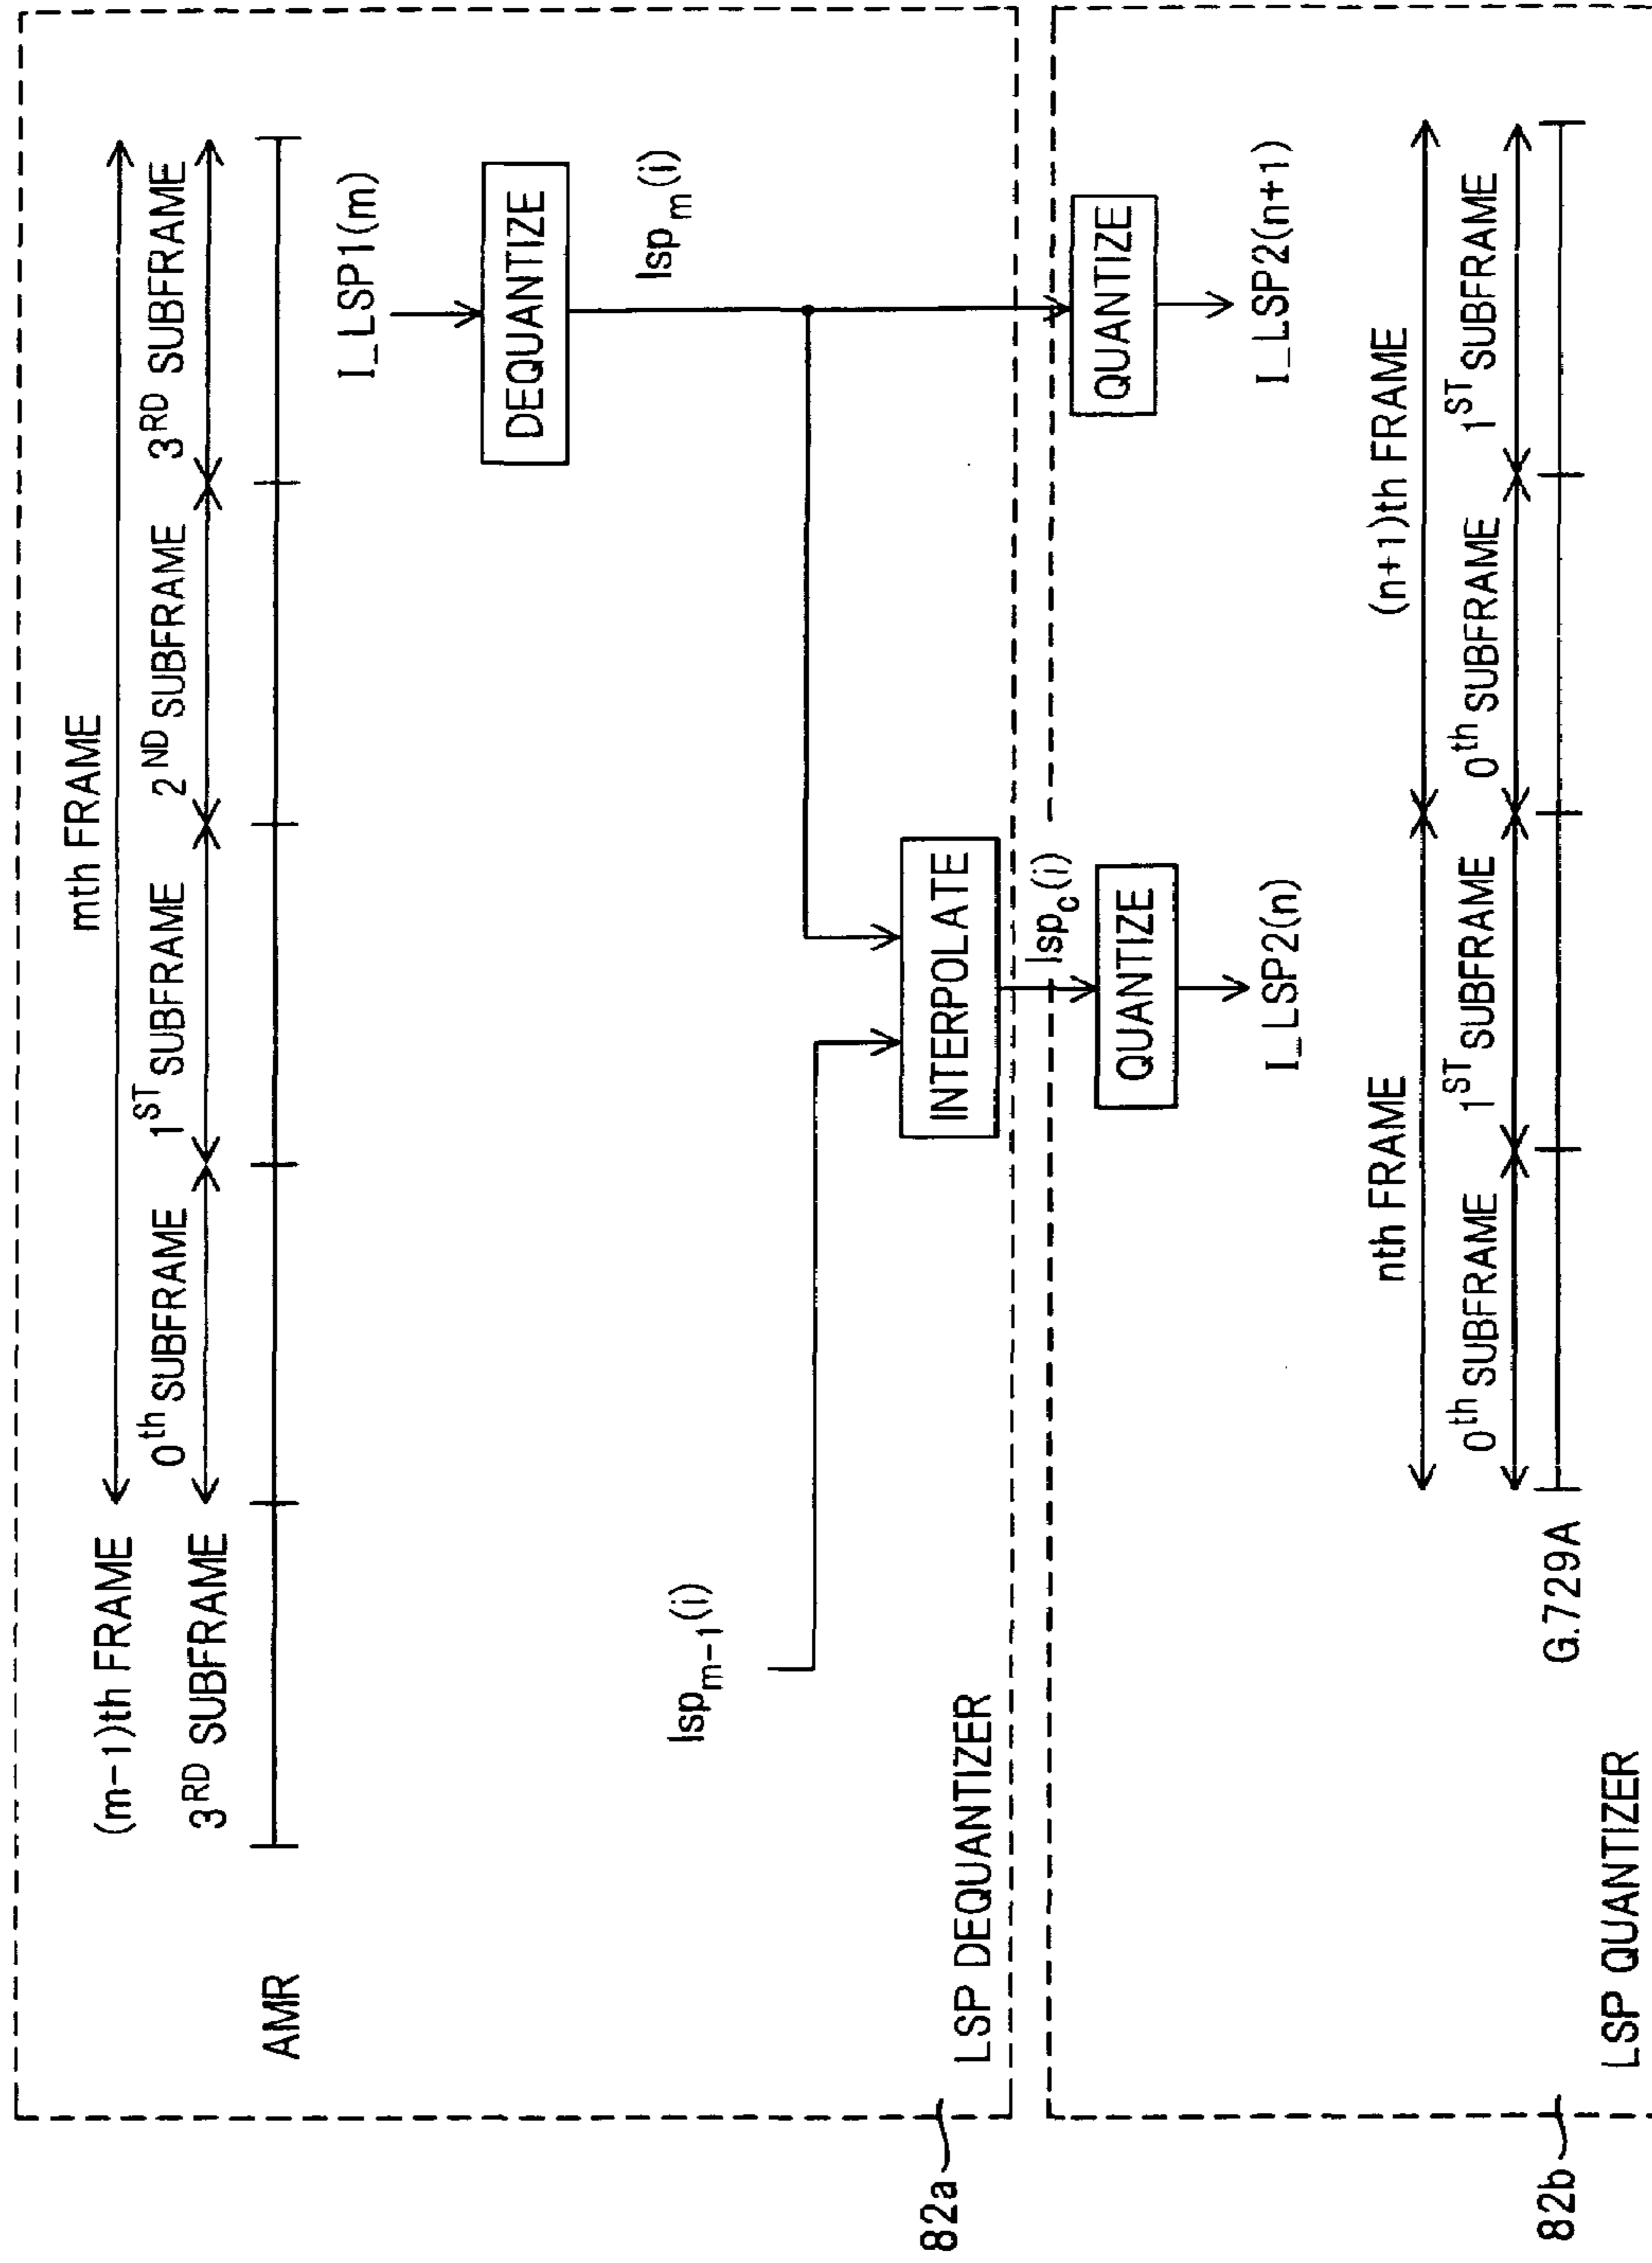 mth FRAME
(m-1)th FRAME
3RD SUBFRAME
0th SUBFRAME
1ST SUBFRAME
2ND SUBFRAME
3RD SUBFRAME
AMR
I_LSP1(m)
DEQUANTIZE
lspm(i)
lspm-1(i)
INTERPOLATE
LSP DEQUANTIZER
82a
lspc(i)
QUANTIZE
QUANTIZE
I_LSP2(n)
I_LSP2(n+1)
nth FRAME
(n+1)th FRAME
0th SUBFRAME
1ST SUBFRAME
0th SUBFRAME
1ST SUBFRAME
G.729A
82b
LSP QUANTIZER